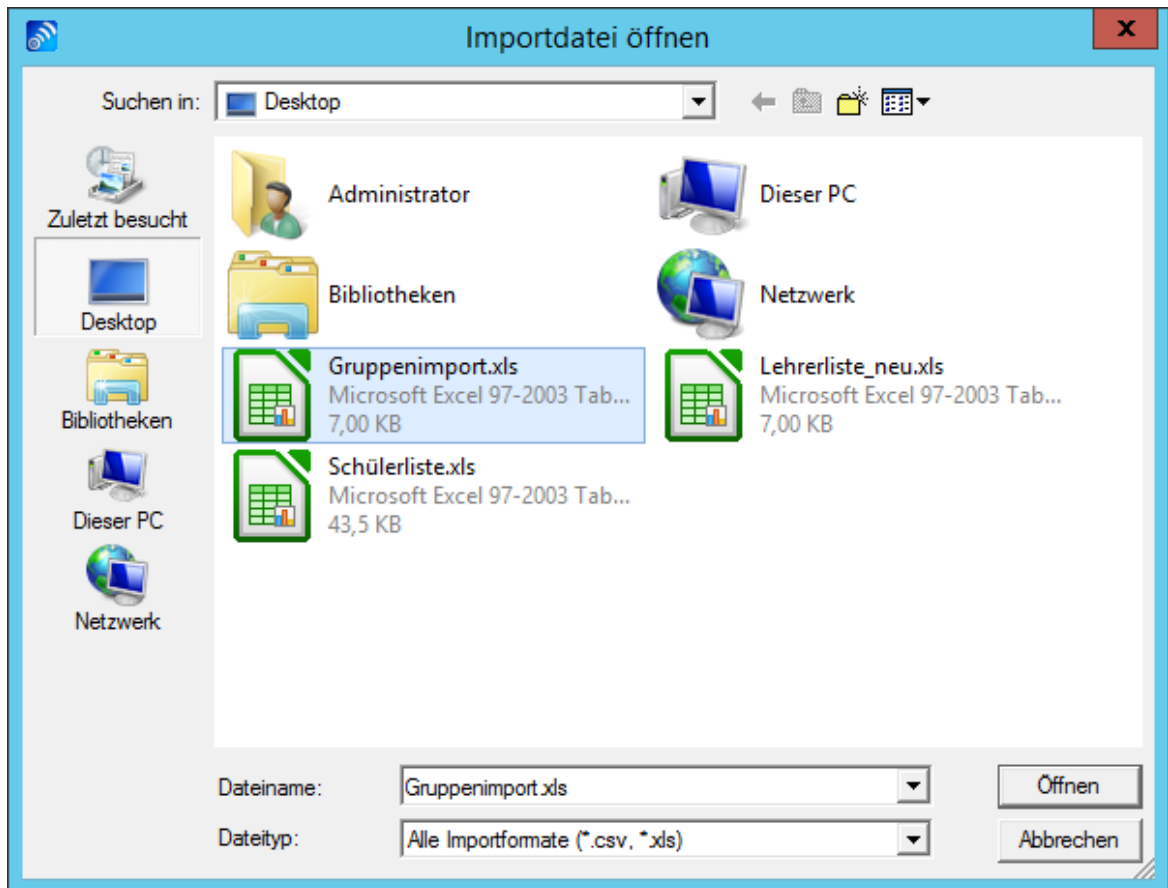 Importdatei öffnen
x
Suchen in:
Desktop
Zuletzt besucht
Desktop
Bibliotheken
Dieser PC
Netzwerk
Administrator
Dieser PC
Bibliotheken
Netzwerk
Gruppenimport.xls
Microsoft Excel 97-2003 Tab...
7,00 KB
Lehrerliste_neu.xls
Microsoft Excel 97-2003 Tab...
7,00 KB
Schülerliste.xls
Microsoft Excel 97-2003 Tab...
43,5 KB
Dateiname:
Gruppenimport.xls
Öffnen
Dateityp:
Alle Importformate (*.csv, *.xls)
Abbrechen